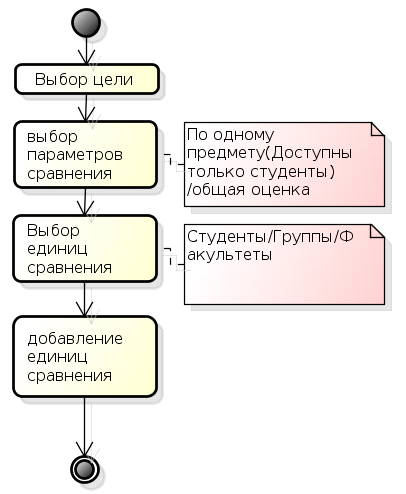 Выбор цели
выбор
параметров
сравнения
По одному
предмету(Доступны
только студенты)
/общая оценка
Выбор
единиц
сравнения
Студенты/Группы/Ф
акультеты
добавление
единиц
сравнения